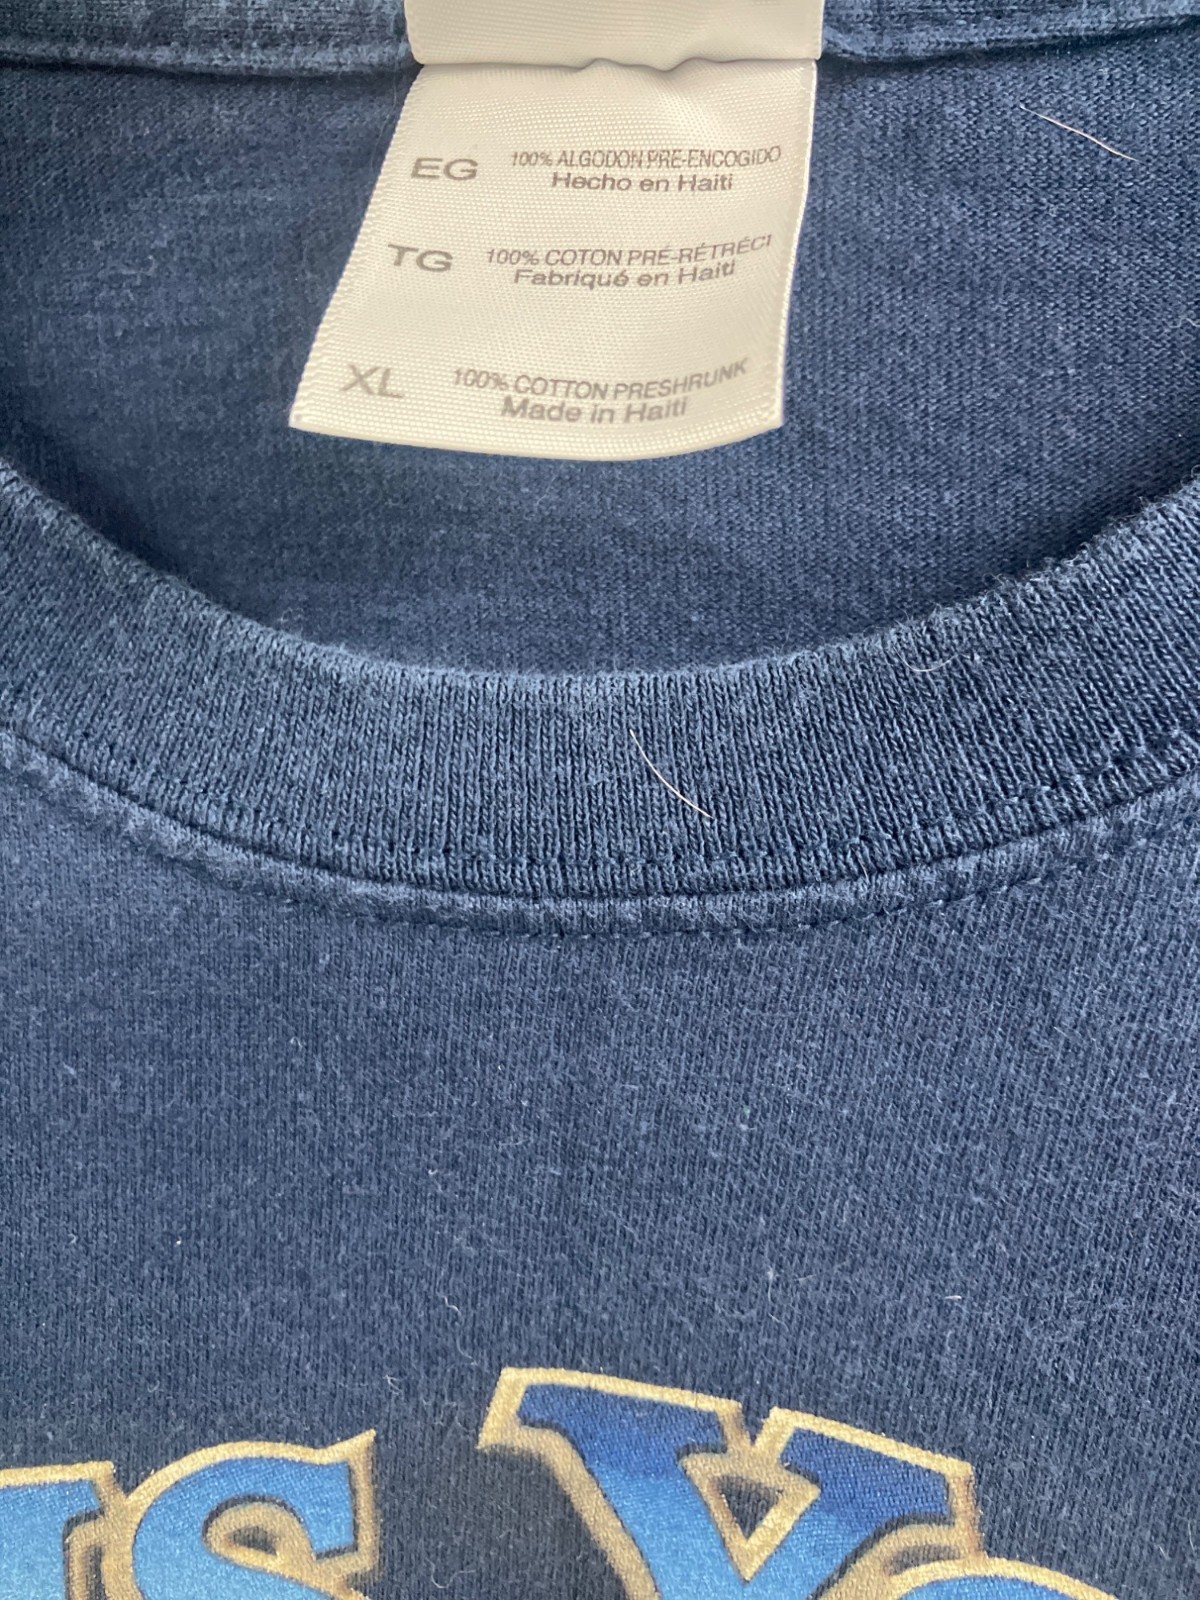 EG 100% ALGODON PRE-ENCOGIDO
Hecho en Haiti
TG 100% COTON PRÉ-RÉTRÉCI
Fabriqué en Haiti
XL 100% COTTON PRESHRUNK
Made in Haiti
S Y